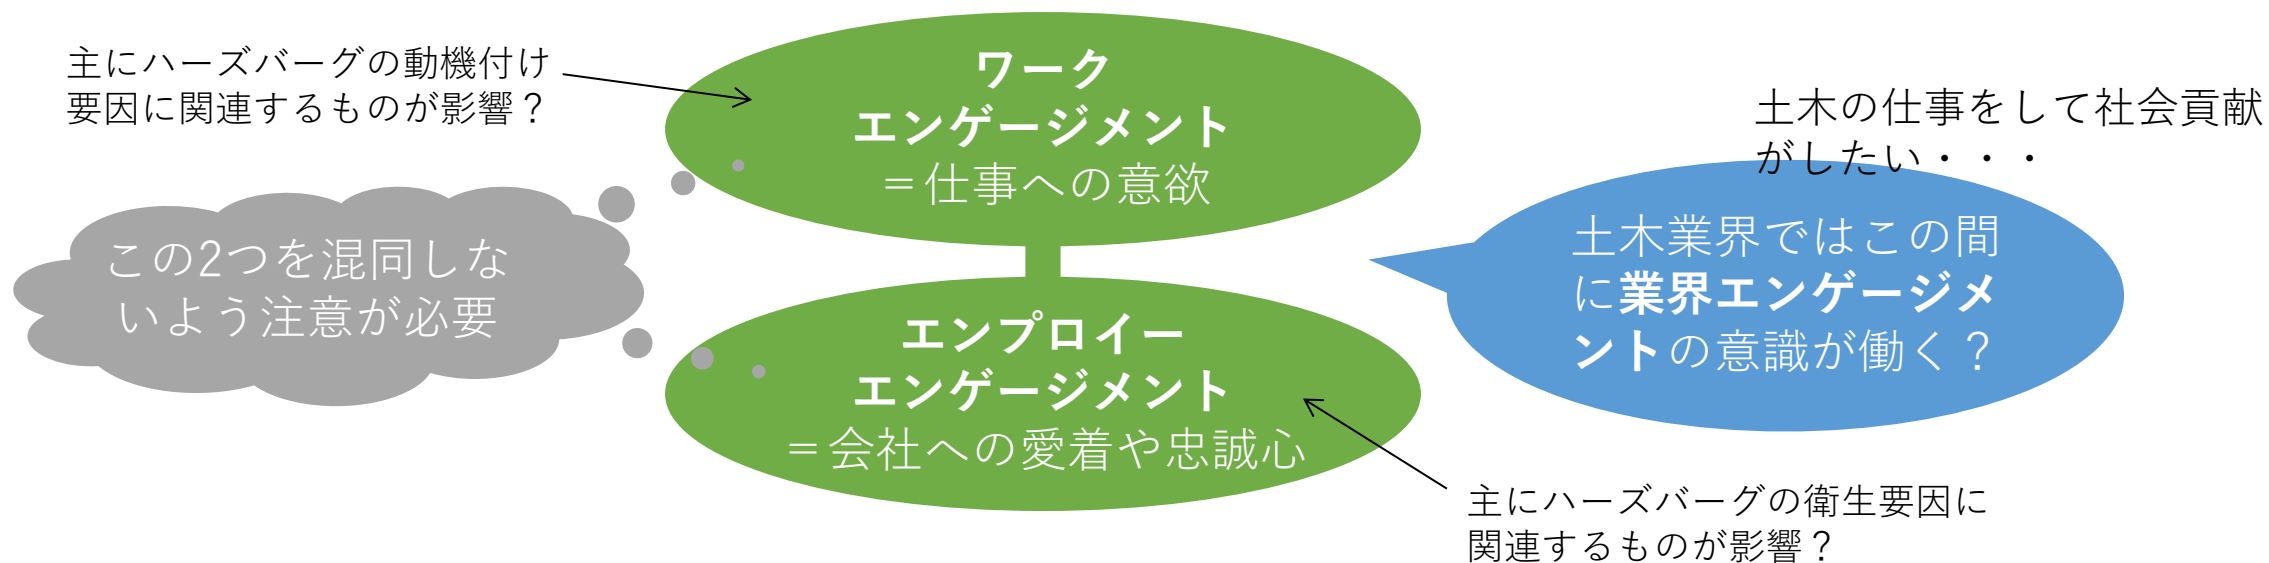 主にハーズバーグの動機付け
要因に関連するものが影響？
ワーク
エンゲージメント
＝仕事への意欲
土木の仕事をして社会貢献
がしたい・・・
この2つを混同しな
いよう注意が必要
土木業界ではこの間
に業界エンゲージメ
ントの意識が働く？
エンプロイー
エンゲージメント
＝会社への愛着や忠誠心
主にハーズバーグの衛生要因に
関連するものが影響？